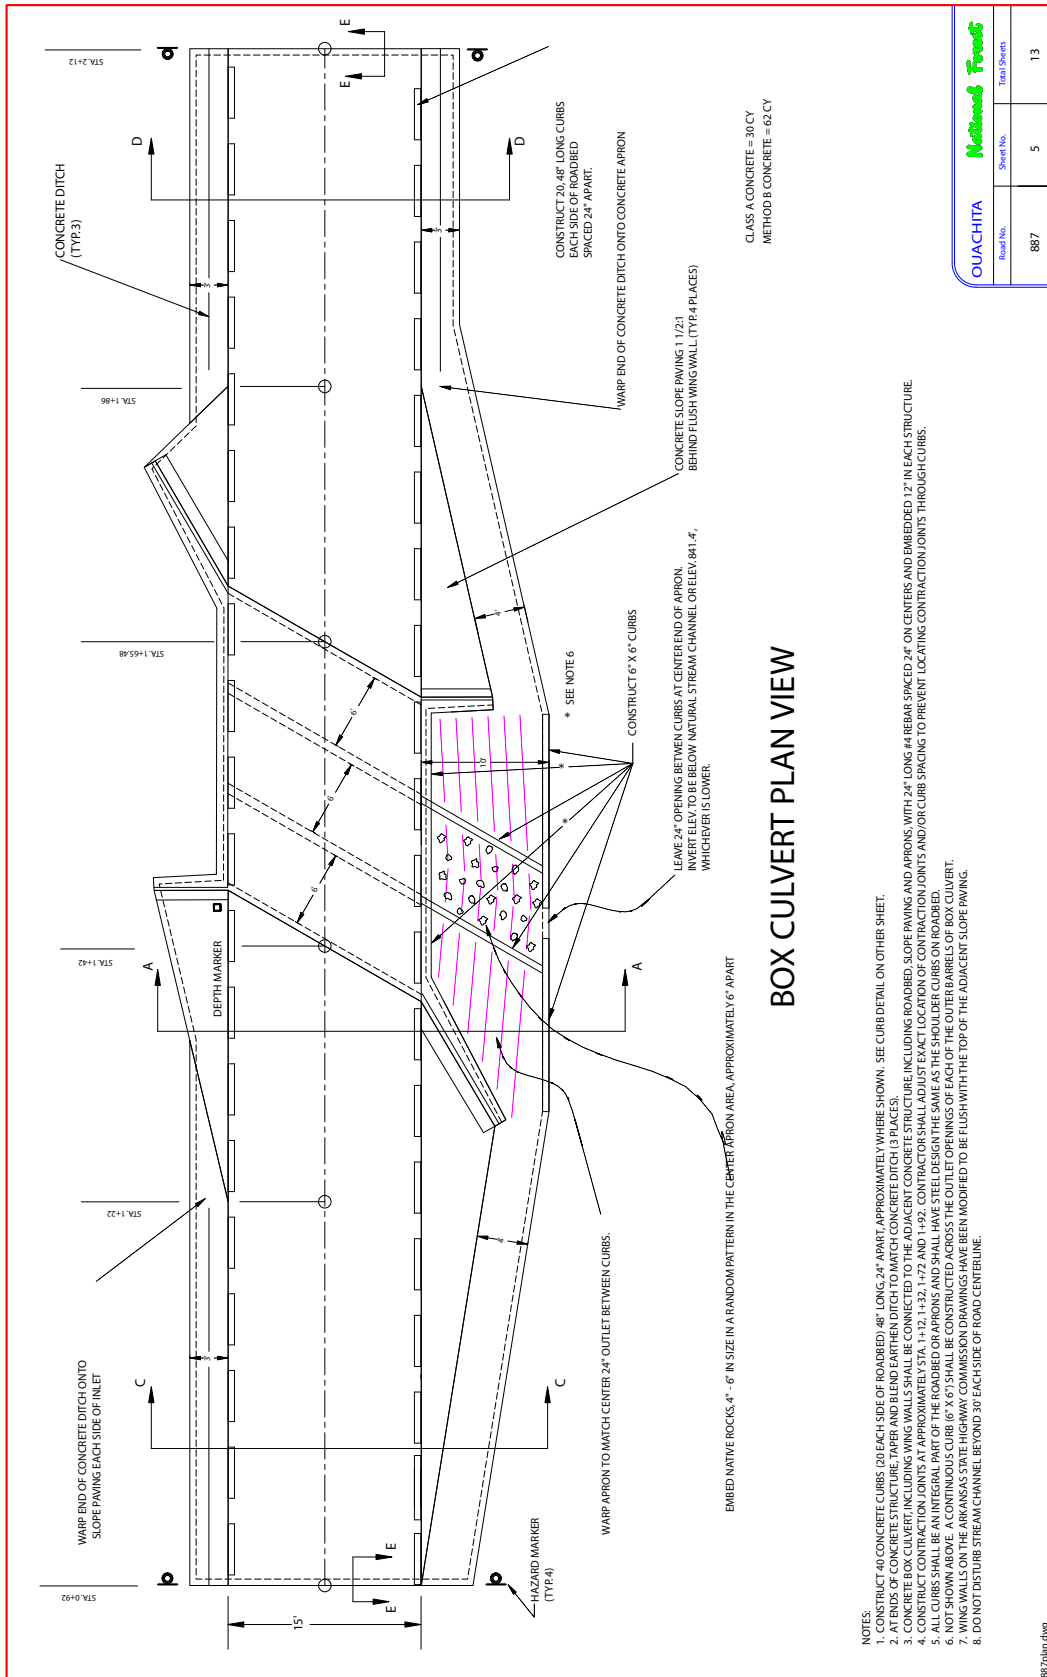 STA. 0+92
STA. 1+22
STA. 1+42
STA. 1+65.48
STA. 1+86
STA. 2+12
WARP END OF CONCRETE DITCH ONTO
SLOPE PAVING EACH SIDE OF INLET
CONCRETE DITCH
(TYP. 3)
C
C
A
A
D
D
E
E
E
E
DEPTH MARKER
3'
3'
3'
15'
6'
6'
6'
10'
4'
4'
HAZARD MARKER
(TYP. 4)
CONSTRUCT 20, 48" LONG CURBS
EACH SIDE OF ROADBED
SPACED 24" APART.
WARP END OF CONCRETE DITCH ONTO CONCRETE APRON
CONCRETE SLOPE PAVING 1 1/2:1
BEHIND FLUSH WING WALL. (TYP. 4 PLACES)
*
*
* SEE NOTE 6
CONSTRUCT 6" X 6" CURBS
LEAVE 24" OPENING BETWEEN CURBS AT CENTER END OF APRON.
INVERT ELEV. TO BE BELOW NATURAL STREAM CHANNEL OR ELEV. 841.4',
WHICHEVER IS LOWER.
WARP APRON TO MATCH CENTER 24" OUTLET BETWEEN CURBS.
EMBED NATIVE ROCKS, 4" - 6" IN SIZE IN A RANDOM PATTERN IN THE CENTER APRON AREA, APPROXIMATELY 6" APART
CLASS A CONCRETE = 30 CY
METHOD B CONCRETE = 62 CY
BOX CULVERT PLAN VIEW
NOTES:
1. CONSTRUCT 40 CONCRETE CURBS (20 EACH SIDE OF ROADBED) 48" LONG, 24" APART, APPROXIMATELY WHERE SHOWN. SEE CURB DETAIL ON OTHER SHEET.
2. AT ENDS OF CONCRETE STRUCTURE, TAPER AND BLEND EARTHEN DITCH TO MATCH CONCRETE DITCH (3 PLACES).
3. CONCRETE BOX CULVERT, INCLUDING WING WALLS SHALL BE CONNECTED TO THE ADJACENT CONCRETE STRUCTURE, INCLUDING ROADBED, SLOPE PAVING AND APRONS, WITH 24" LONG #4 REBAR SPACED 24" ON CENTERS AND EMBEDDED 12" IN EACH STRUCTURE.
4. CONSTRUCT CONTRACTION JOINTS AT APPROXIMATELY STA. 1+12, 1+32, 1+72 AND 1+92. CONTRACTOR SHALL ADJUST EXACT LOCATION OF CONTRACTION JOINTS AND/OR CURB SPACING TO PREVENT LOCATING CONTRACTION JOINTS THROUGH CURBS.
5. ALL CURBS SHALL BE AN INTEGRAL PART OF THE ROADBED OR APRONS AND SHALL HAVE STEEL DESIGN THE SAME AS THE SHOULDER CURBS ON ROADBED.
6. NOT SHOWN ABOVE. A CONTINUOUS CURB (6" X 6") SHALL BE CONSTRUCTED ACROSS THE OUTLET OPENINGS OF EACH OF THE OUTER BARRELS OF BOX CULVERT.
7. WING WALLS ON THE ARKANSAS STATE HIGHWAY COMMISSION DRAWINGS HAVE BEEN MODIFIED TO BE FLUSH WITH THE TOP OF THE ADJACENT SLOPE PAVING.
8. DO NOT DISTURB STREAM CHANNEL BEYOND 30' EACH SIDE OF ROAD CENTERLINE.
OUACHITA National Forest
Road No. Sheet No. Total Sheets
887 5 13
887plan.dwg